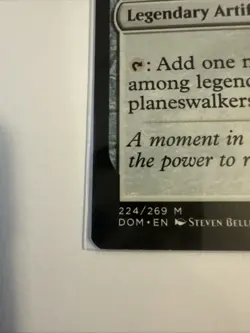 Legendary Artif
: Add one m
among legend
planeswalkers
A moment in
the power to r
224/269 M
DOM • EN STEVEN BELL